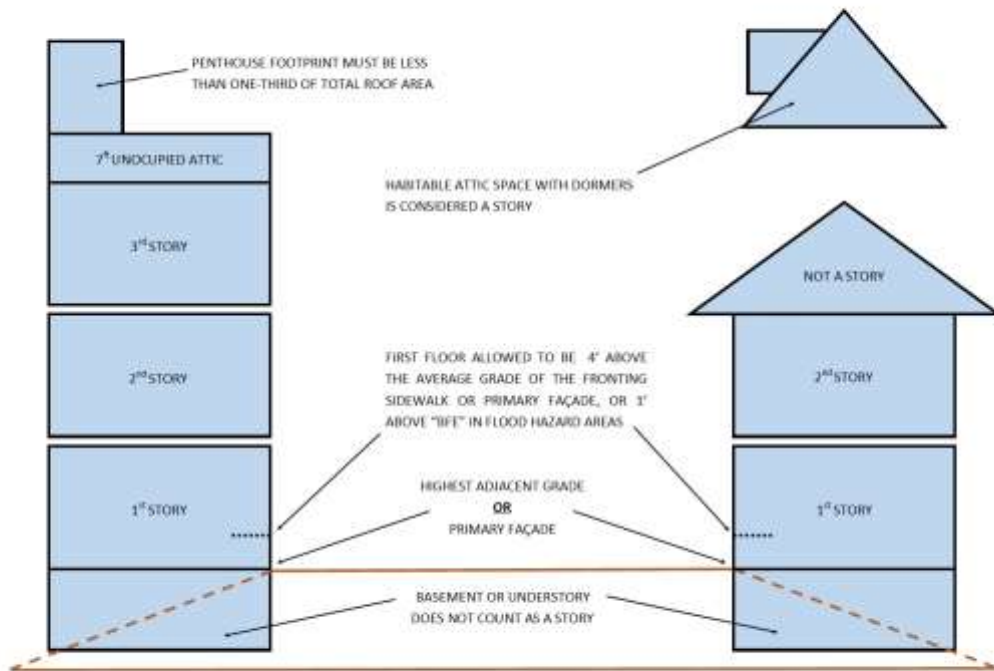 PENTHOUSE FOOTPRINT MUST BE LESS
THAN ONE-THIRD OF TOTAL ROOF AREA
7ft UNOCUPIED ATTIC
HABITABLE ATTIC SPACE WITH DORMERS
IS CONSIDERED A STORY
3rd STORY
NOT A STORY
FIRST FLOOR ALLOWED TO BE 4' ABOVE
THE AVERAGE GRADE OF THE FRONTING
SIDEWALK OR PRIMARY FAÇADE, OR 1'
ABOVE "BFE" IN FLOOD HAZARD AREAS
2nd STORY
2nd STORY
HIGHEST ADJACENT GRADE
OR
PRIMARY FAÇADE
1st STORY
1st STORY
BASEMENT OR UNDERSTORY
DOES NOT COUNT AS A STORY